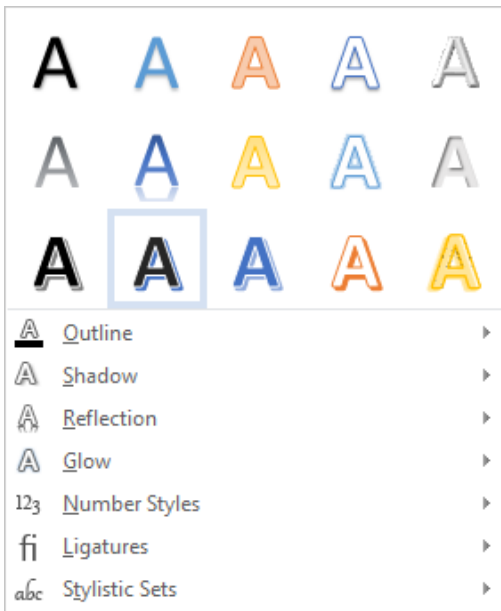 A A A A A
A A A A A
A A A A A
A Outline
A Shadow
A Reflection
A Glow
123 Number Styles
fi Ligatures
abc Stylistic Sets